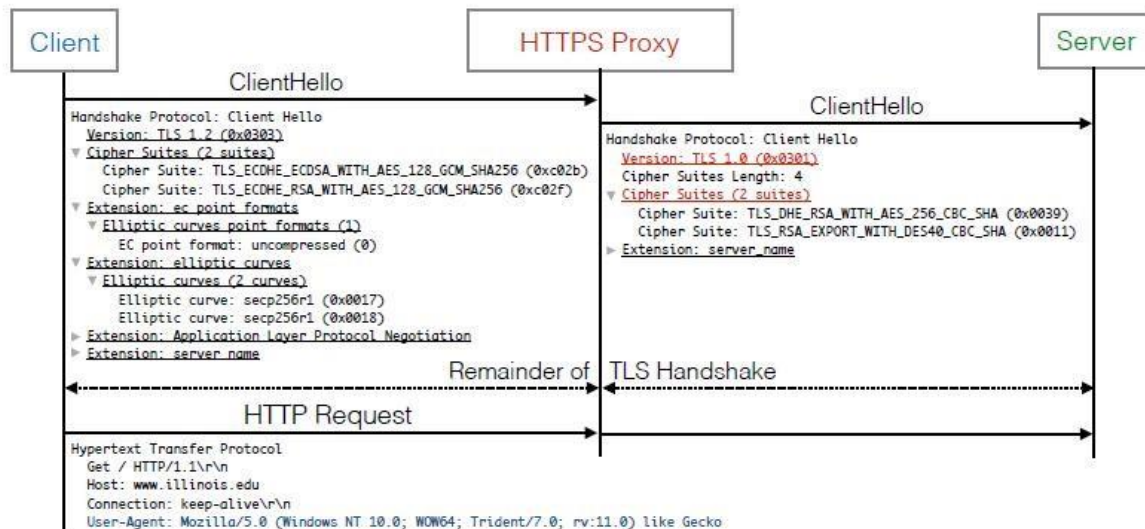 Client
HTTPS Proxy
Server
ClientHello
Handshake Protocol: Client Hello
Version: TLS 1.2 (0x0303)
Cipher Suites (2 suites)
Cipher Suite: TLS_ECDHE_ECDSA_WITH_AES_128_GCM_SHA256 (0xc02b)
Cipher Suite: TLS_ECDHE_RSA_WITH_AES_128_GCM_SHA256 (0xc02f)
Extension: ec point formats
Elliptic curves point formats (1)
EC point format: uncompressed (0)
Extension: elliptic curves
Elliptic curves (2 curves)
Elliptic curve: secp256r1 (0x0017)
Elliptic curve: secp256r1 (0x0018)
Extension: Application Layer Protocol Negotiation
Extension: server name
ClientHello
Handshake Protocol: Client Hello
Version: TLS 1.0 (0x0301)
Cipher Suites Length: 4
Cipher Suites (2 suites)
Cipher Suite: TLS_DHE_RSA_WITH_AES_256_CBC_SHA (0x0039)
Cipher Suite: TLS_RSA_EXPORT_WITH_DES40_CBC_SHA (0x0011)
Extension: server_name
Remainder of TLS Handshake
HTTP Request
Hypertext Transfer Protocol
Get / HTTP/1.1\r\n
Host: www.illinois.edu
Connection: keep-alive\r\n
User-Agent: Mozilla/5.0 (Windows NT 10.0; WOW64; Trident/7.0; rv:11.0) like Gecko